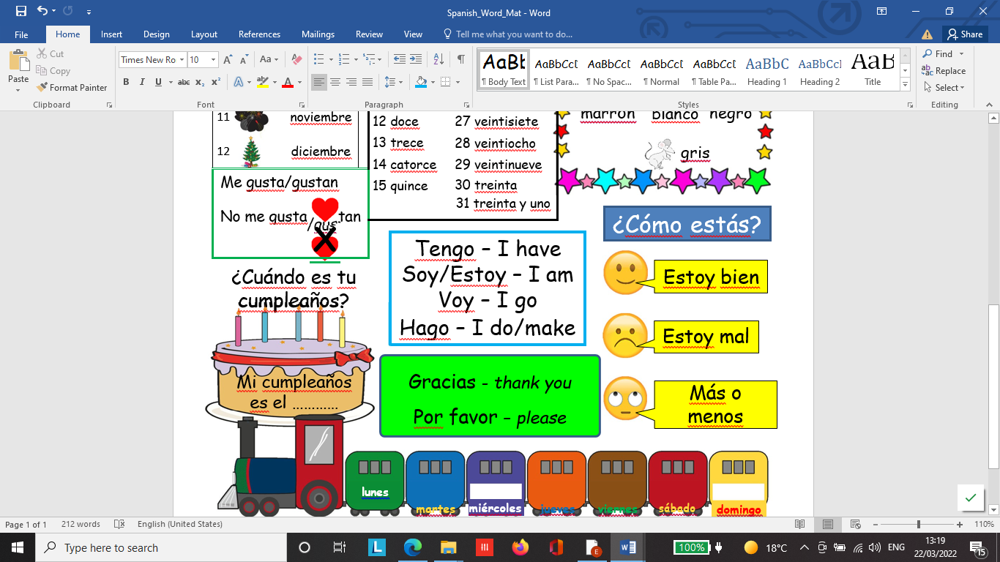 Spanish_Word_Mat - Word
File Home Insert Design Layout References Mailings Review View Tell me what you want to do... Share
Paste
Cut
Copy
Format Painter
Clipboard
Times New Ro 10
Font
Paragraph
AaBt AaBbCcD AaBbCcD AaBbCcD AaBbCcD AaBbC AaBbCcD AaB
¶ Body Text ¶ List Para... ¶ No Spac... ¶ Normal ¶ Table Pa... Heading 1 Heading 2 Title
Styles
Find
Replace
Select
Editing
11 noviembre
12 diciembre
12 doce 27 veintisiete
13 trece 28 veintiocho
14 catorce 29 veintinueve
15 quince 30 treinta
31 treinta y uno
marrón blanco negro
gris
Me gusta/gustan
No me gusta/gustan
¿Cuándo es tu
cumpleaños?
Mi cumpleaños
es el ...........
Tengo – I have
Soy/Estoy – I am
Voy – I go
Hago – I do/make
Gracias - thank you
Por favor – please
¿Cómo estás?
Estoy bien
Estoy mal
Más o
menos
lunes martes miércoles jueves viernes sábado domingo
Page 1 of 1 212 words English (United States) 110%
Type here to search
100% 18°C ENG 13:19
22/03/2022
15